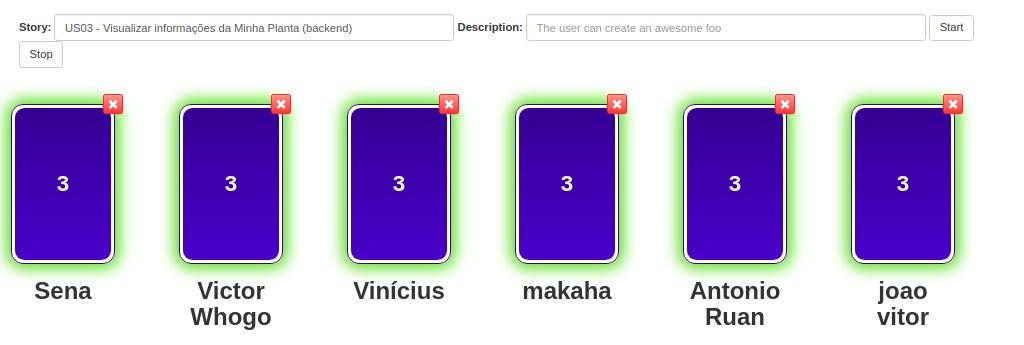 Story: US03 - Visualizar informações da Minha Planta (backend) Description: The user can create an awesome foo Start
Stop
3 3 3 3 3 3
Sena Victor Vinícius makaha Antonio joao
Whogo Ruan vitor